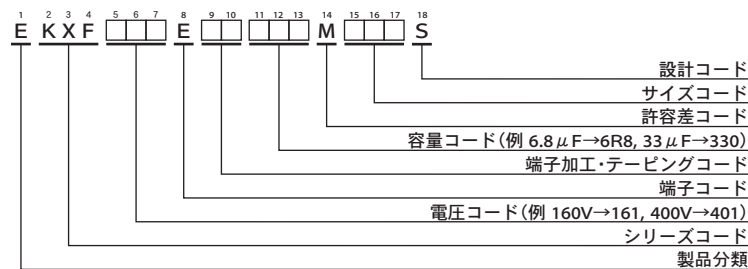 1 2 3 4 5 6 7 8 9 10 11 12 13 14 15 16 17 18
E K X F □□□ E □□ □□□ M □□□ S
設計コード
サイズコード
許容差コード
容量コード(例 6.8μF→6R8, 33μF→330)
端子加工・テーピングコード
端子コード
電圧コード(例 160V→161, 400V→401)
シリーズコード
製品分類